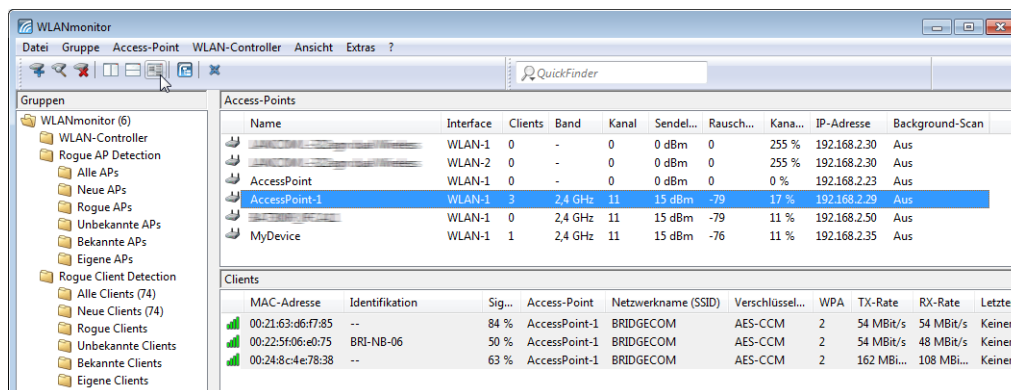 WLANmonitor
Datei Gruppe Access-Point WLAN-Controller Ansicht Extras ?
QuickFinder
Gruppen
WLANmonitor (6)
WLAN-Controller
Rogue AP Detection
Alle APs
Neue APs
Rogue APs
Unbekannte APs
Bekannte APs
Eigene APs
Rogue Client Detection
Alle Clients (74)
Neue Clients (74)
Rogue Clients
Unbekannte Clients
Bekannte Clients
Eigene Clients
Access-Points
Name Interface Clients Band Kanal Sendel... Rausch... Kana... IP-Adresse Background-Scan
WLAN-1 0 - 0 0 dBm 0 255 % 192.168.2.30 Aus
WLAN-2 0 - 0 0 dBm 0 255 % 192.168.2.30 Aus
AccessPoint WLAN-1 0 - 0 0 dBm 0 0 % 192.168.2.23 Aus
AccessPoint-1 WLAN-1 3 2,4 GHz 11 15 dBm -79 17 % 192.168.2.29 Aus
WLAN-1 0 2,4 GHz 11 15 dBm -79 11 % 192.168.2.50 Aus
MyDevice WLAN-1 1 2,4 GHz 11 15 dBm -76 11 % 192.168.2.35 Aus
Clients
MAC-Adresse Identifikation Sig... Access-Point Netzwerkname (SSID) Verschlüssel... WPA TX-Rate RX-Rate Letzte
00:21:63:d6:f7:85 -- 84 % AccessPoint-1 BRIDGECOM AES-CCM 2 54 MBit/s 54 MBit/s Keiner
00:22:5f:06:e0:75 BRI-NB-06 50 % AccessPoint-1 BRIDGECOM AES-CCM 2 54 MBit/s 48 MBit/s Keiner
00:24:8c:4e:78:38 -- 63 % AccessPoint-1 BRIDGECOM AES-CCM 2 162 MBi... 108 MBi... Keiner